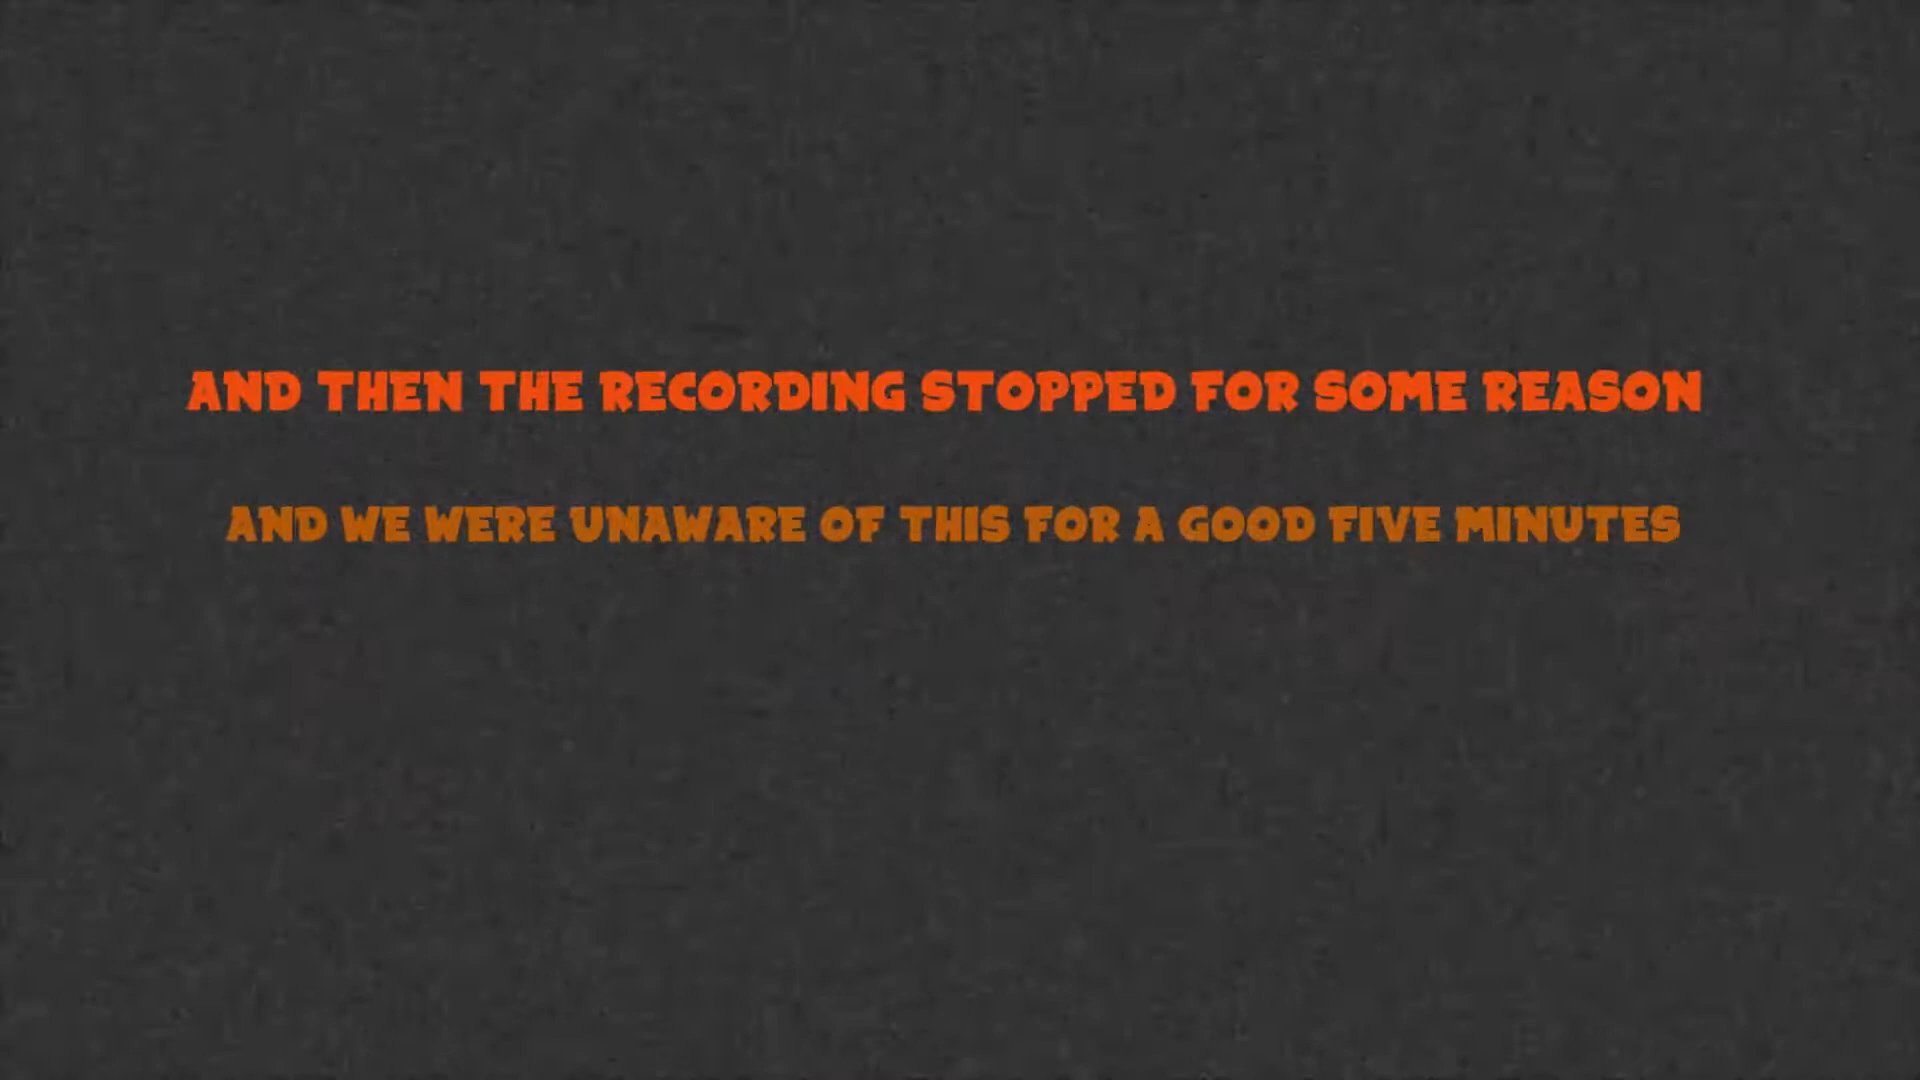 AND THEN THE RECORDING STOPPED FOR SOME REASON
AND WE WERE UNAWARE OF THIS FOR A GOOD FIVE MINUTES